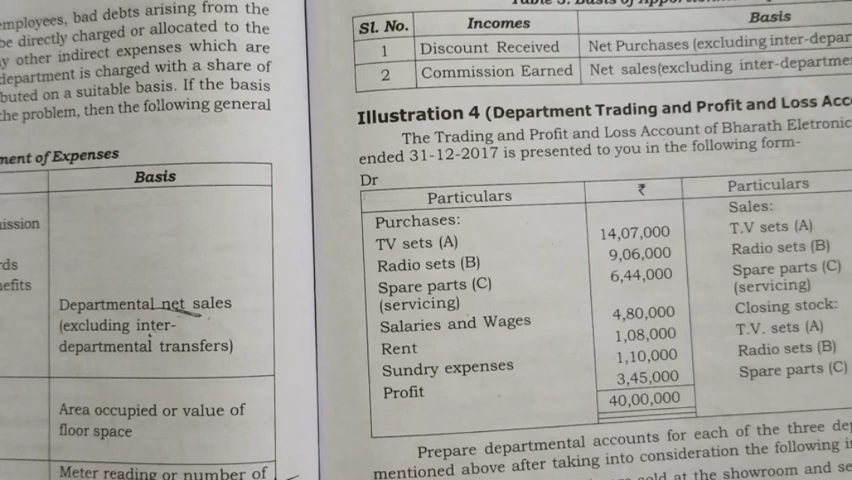 employees, bad debts arising from the
be directly charged or allocated to the
y other indirect expenses which are
department is charged with a share of
buted on a suitable basis. If the basis
the problem, then the following general
ment of Expenses
Basis
ission
rds
nefits
Departmental net sales
(excluding inter-
departmental transfers)
Area occupied or value of
floor space
Meter reading or number of
Sl. No. Incomes Basis
1 Discount Received Net Purchases (excluding inter-depar
2 Commission Earned Net sales(excluding inter-departme
Illustration 4 (Department Trading and Profit and Loss Acc
The Trading and Profit and Loss Account of Bharath Eletronic
ended 31-12-2017 is presented to you in the following form-
Dr
Particulars ₹ Particulars
Purchases: Sales:
TV sets (A) 14,07,000 T.V sets (A)
Radio sets (B) 9,06,000 Radio sets (B)
Spare parts (C) 6,44,000 Spare parts (C)
(servicing) (servicing)
Salaries and Wages 4,80,000 Closing stock:
Rent 1,08,000 T.V. sets (A)
Sundry expenses 1,10,000 Radio sets (B)
Profit 3,45,000 Spare parts (C)
40,00,000
Prepare departmental accounts for each of the three de
mentioned above after taking into consideration the following i
sold at the showroom and se